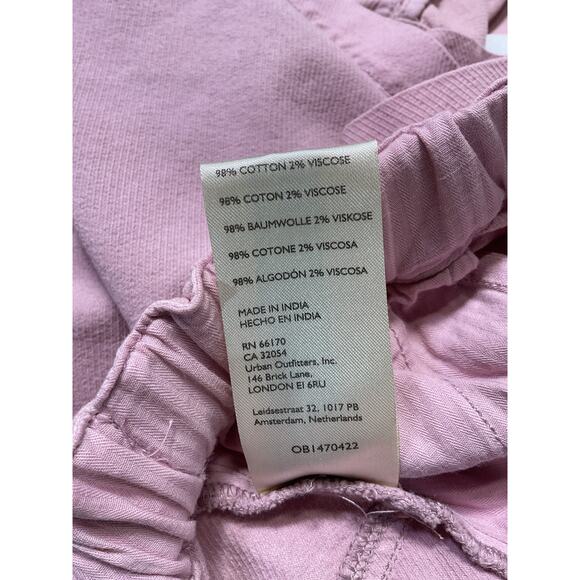 98% COTTON 2% VISCOSE
98% COTON 2% VISCOSE
98% BAUMWOLLE 2% VISKOSE
98% COTONE 2% VISCOSA
98% ALGODÓN 2% VISCOSA
MADE IN INDIA
HECHO EN INDIA
RN 66170
CA 32054
Urban Outfitters, Inc.
146 Brick Lane,
LONDON E1 6RU
Leidsestraat 32, 1017 PB
Amsterdam, Netherlands
OB1470422